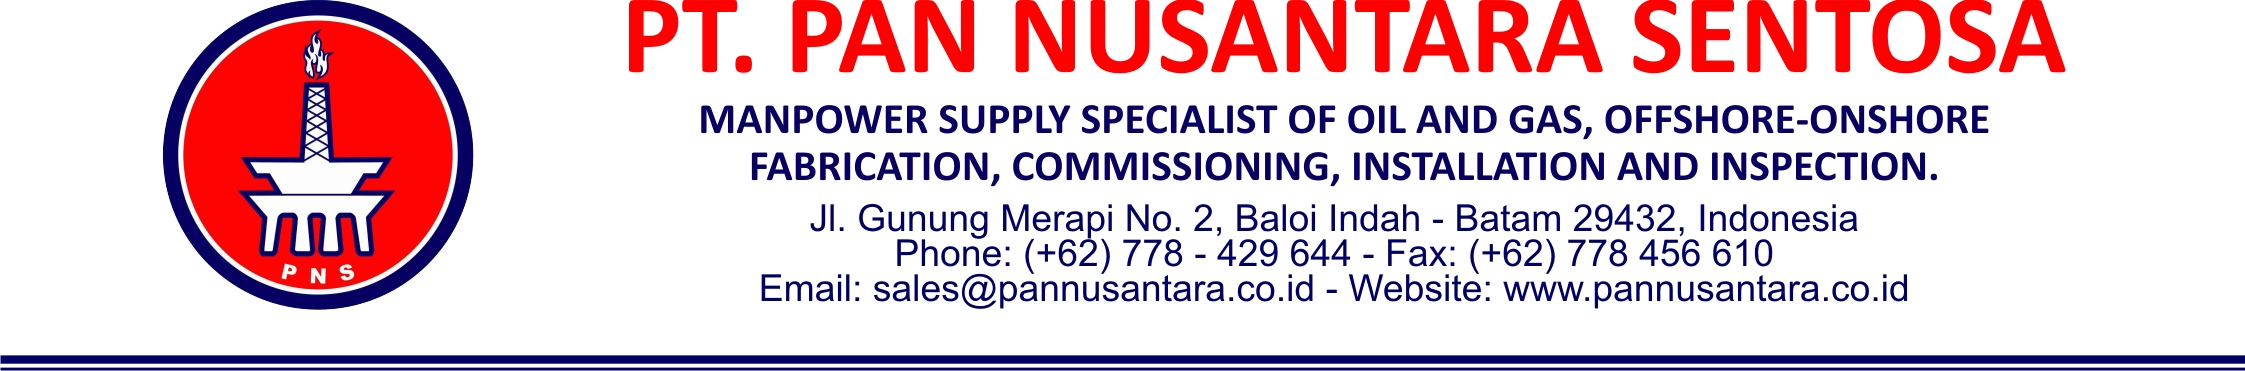 PT. PAN NUSANTARA SENTOSA
MANPOWER SUPPLY SPECIALIST OF OIL AND GAS, OFFSHORE-ONSHORE
FABRICATION, COMMISSIONING, INSTALLATION AND INSPECTION.
Jl. Gunung Merapi No. 2, Baloi Indah - Batam 29432, Indonesia
Phone: (+62) 778 - 429 644 - Fax: (+62) 778 456 610
Email: sales@pannusantara.co.id - Website: www.pannusantara.co.id
PNS